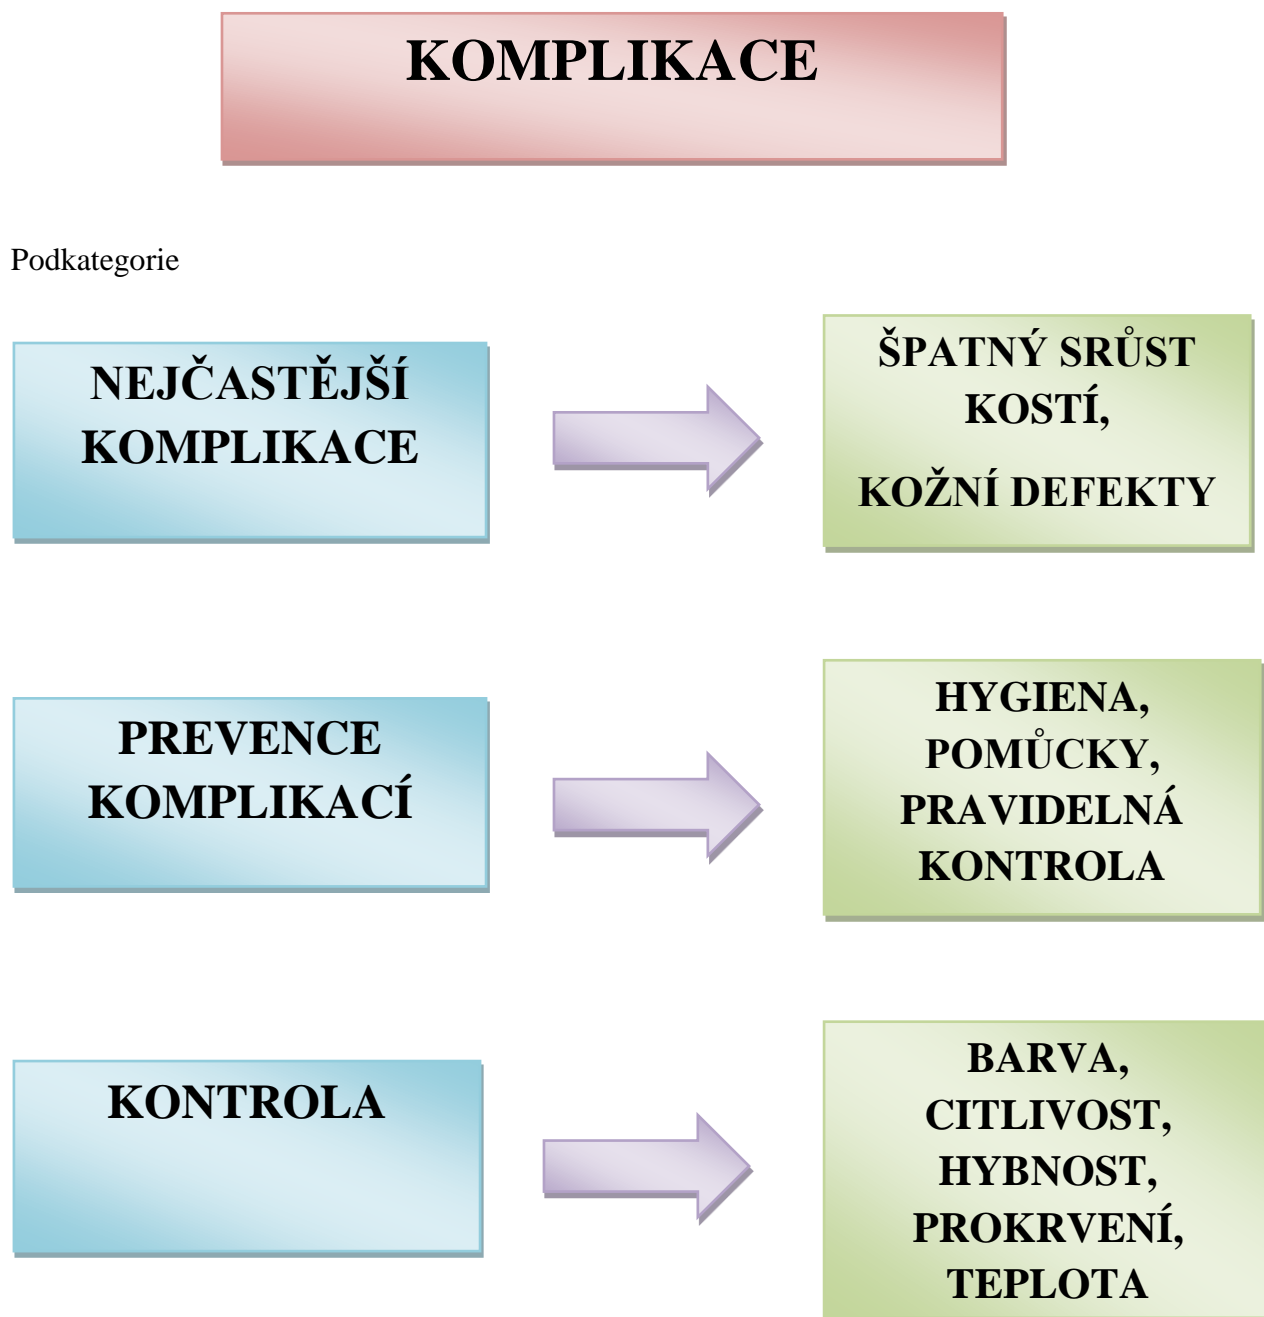 KOMPLIKACE
Podkategorie
NEJČASTĚJŠÍ
KOMPLIKACE
ŠPATNÝ SRŮST
KOSTÍ,
KOŽNÍ DEFEKTY
PREVENCE
KOMPLIKACÍ
HYGIENA,
POMŮCKY,
PRAVIDELNÁ
KONTROLA
KONTROLA
BARVA,
CITLIVOST,
HYBNOST,
PROKRVENÍ,
TEPLOTA